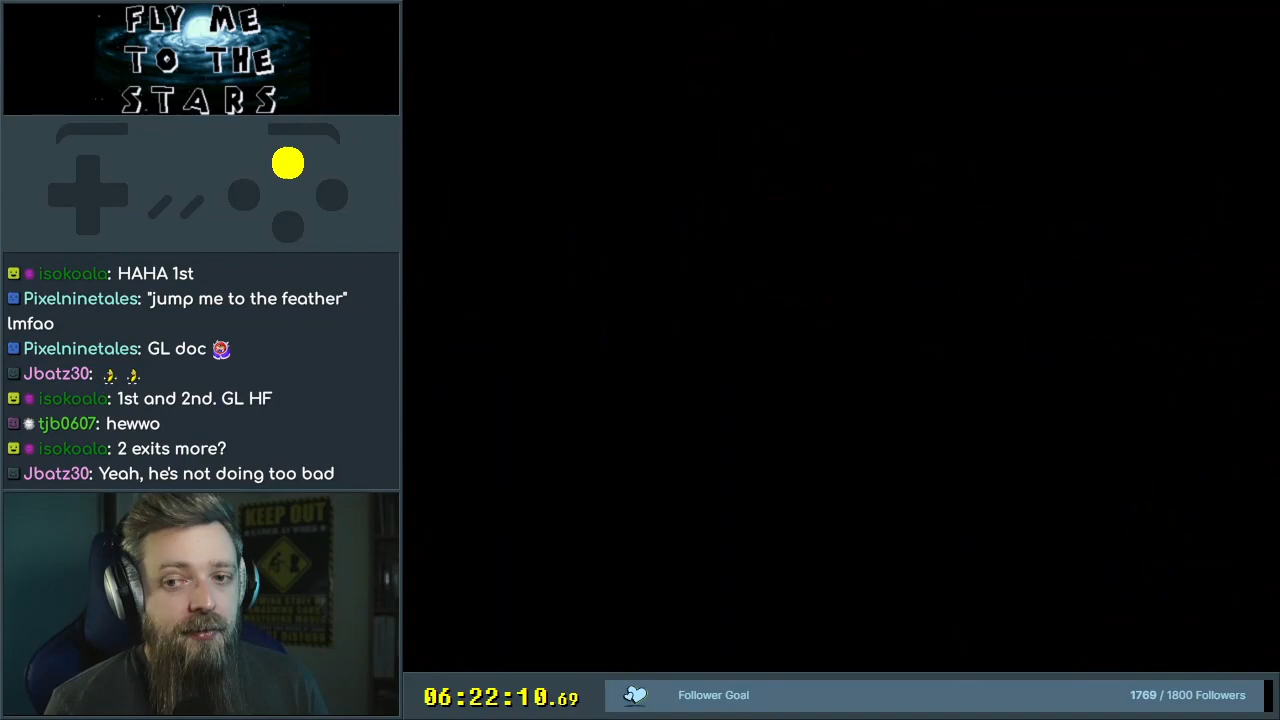 FLY ME
TO THE
STARS
isokoala: HAHA 1st
Pixelninetales: "jump me to the feather"
lmfao
Pixelninetales: GL doc
Jbatz30:
isokoala: 1st and 2nd. GL HF
tjb0607: hewwo
isokoala: 2 exits more?
Jbatz30: Yeah, he's not doing too bad
KEEP OUT
06:22:10.69
Follower Goal
1769 / 1800 Followers